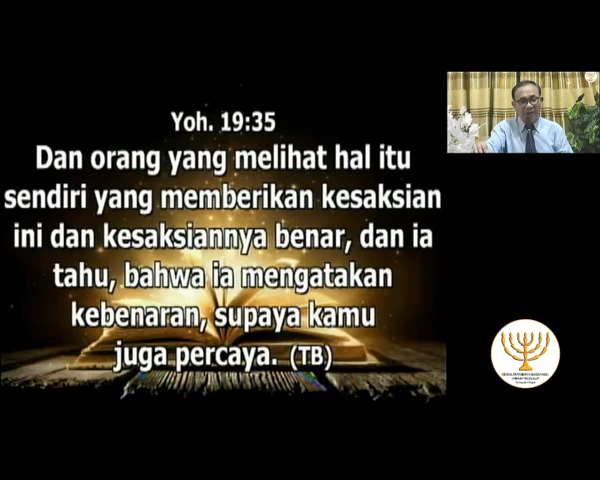 Yoh. 19:35
Dan orang yang melihat hal itu
sendiri yang memberikan kesaksian
ini dan kesaksiannya benar, dan ia
tahu, bahwa ia mengatakan
kebenaran, supaya kamu
juga percaya. (TB)